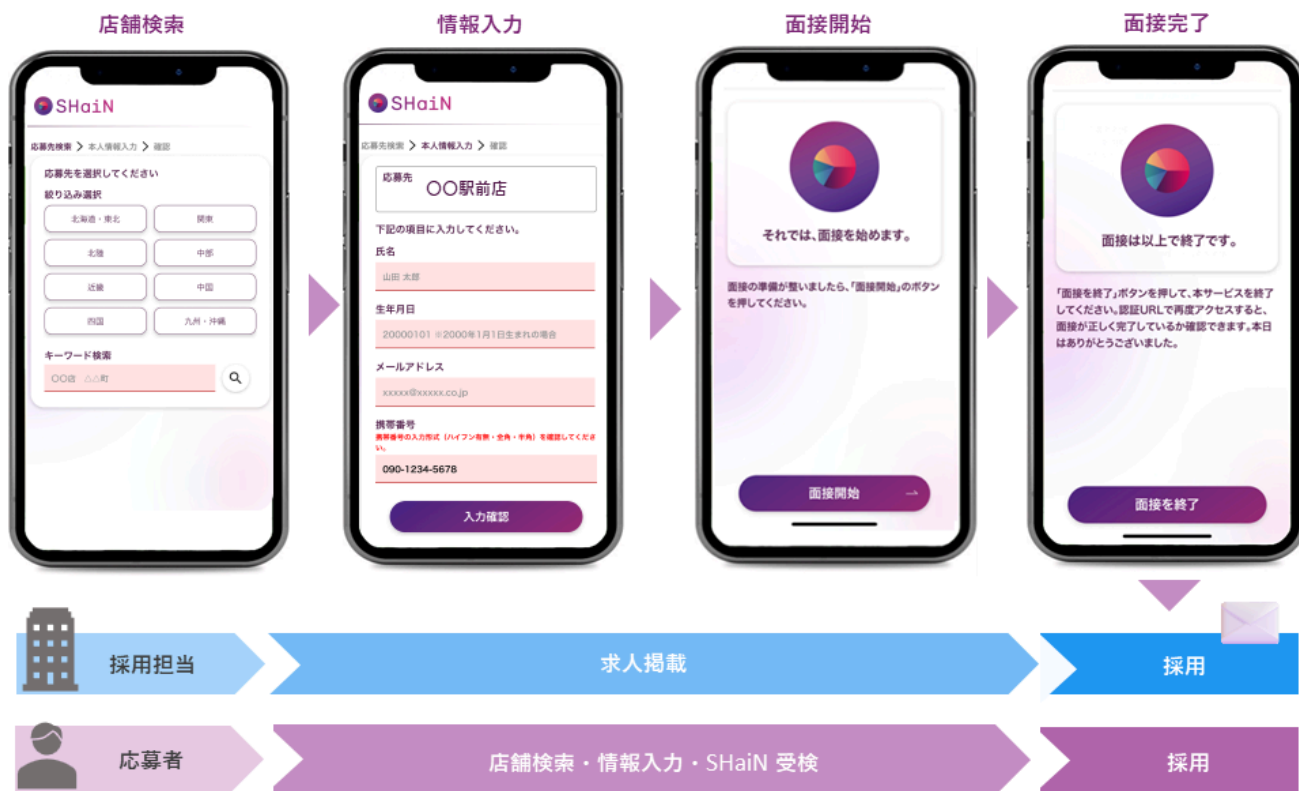 店舗検索
情報入力
面接開始
面接完了
SHaiN
応募先検索 > 本人情報入力 > 確認
応募先を選択してください
絞り込み選択
北海道・東北
関東
北陸
中部
近畿
中国
四国
九州・沖縄
キーワード検索
〇〇店 △△町
SHaiN
応募先検索 > 本人情報入力 > 確認
応募先
〇〇駅前店
下記の項目に入力してください。
氏名
山田 太郎
生年月日
20000101 ※2000年1月1日生まれの場合
メールアドレス
xxxxx@xxxxx.co.jp
携帯番号
携帯番号の入力形式（ハイフン有無・全角・半角）を確認してくださ
い。
090-1234-5678
入力確認
それでは、面接を始めます。
面接の準備が整いましたら、「面接開始」のボタン
を押してください。
面接開始 →
面接は以上で終了です。
「面接を終了」ボタンを押して、本サービスを終了
してください。認証URLで再度アクセスすると、
面接が正しく完了しているか確認できます。本日
はありがとうございました。
面接を終了
採用担当
求人掲載
採用
応募者
店舗検索・情報入力・SHaiN 受検
採用